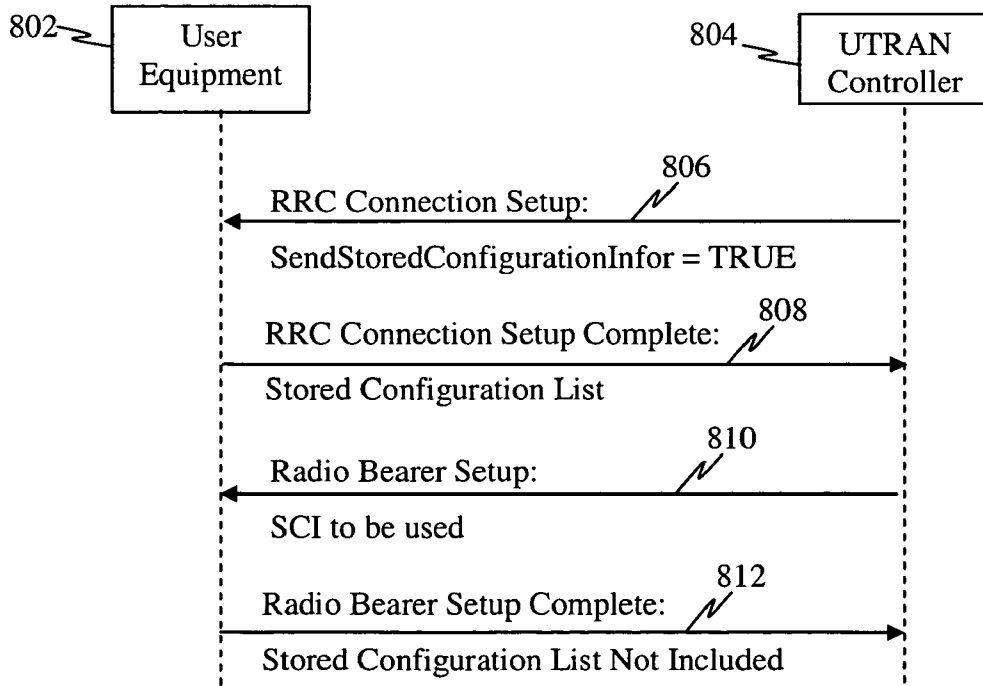 802
User
Equipment
804
UTRAN
Controller
806
RRC Connection Setup:
SendStoredConfigurationInfor = TRUE
808
RRC Connection Setup Complete:
Stored Configuration List
810
Radio Bearer Setup:
SCI to be used
812
Radio Bearer Setup Complete:
Stored Configuration List Not Included